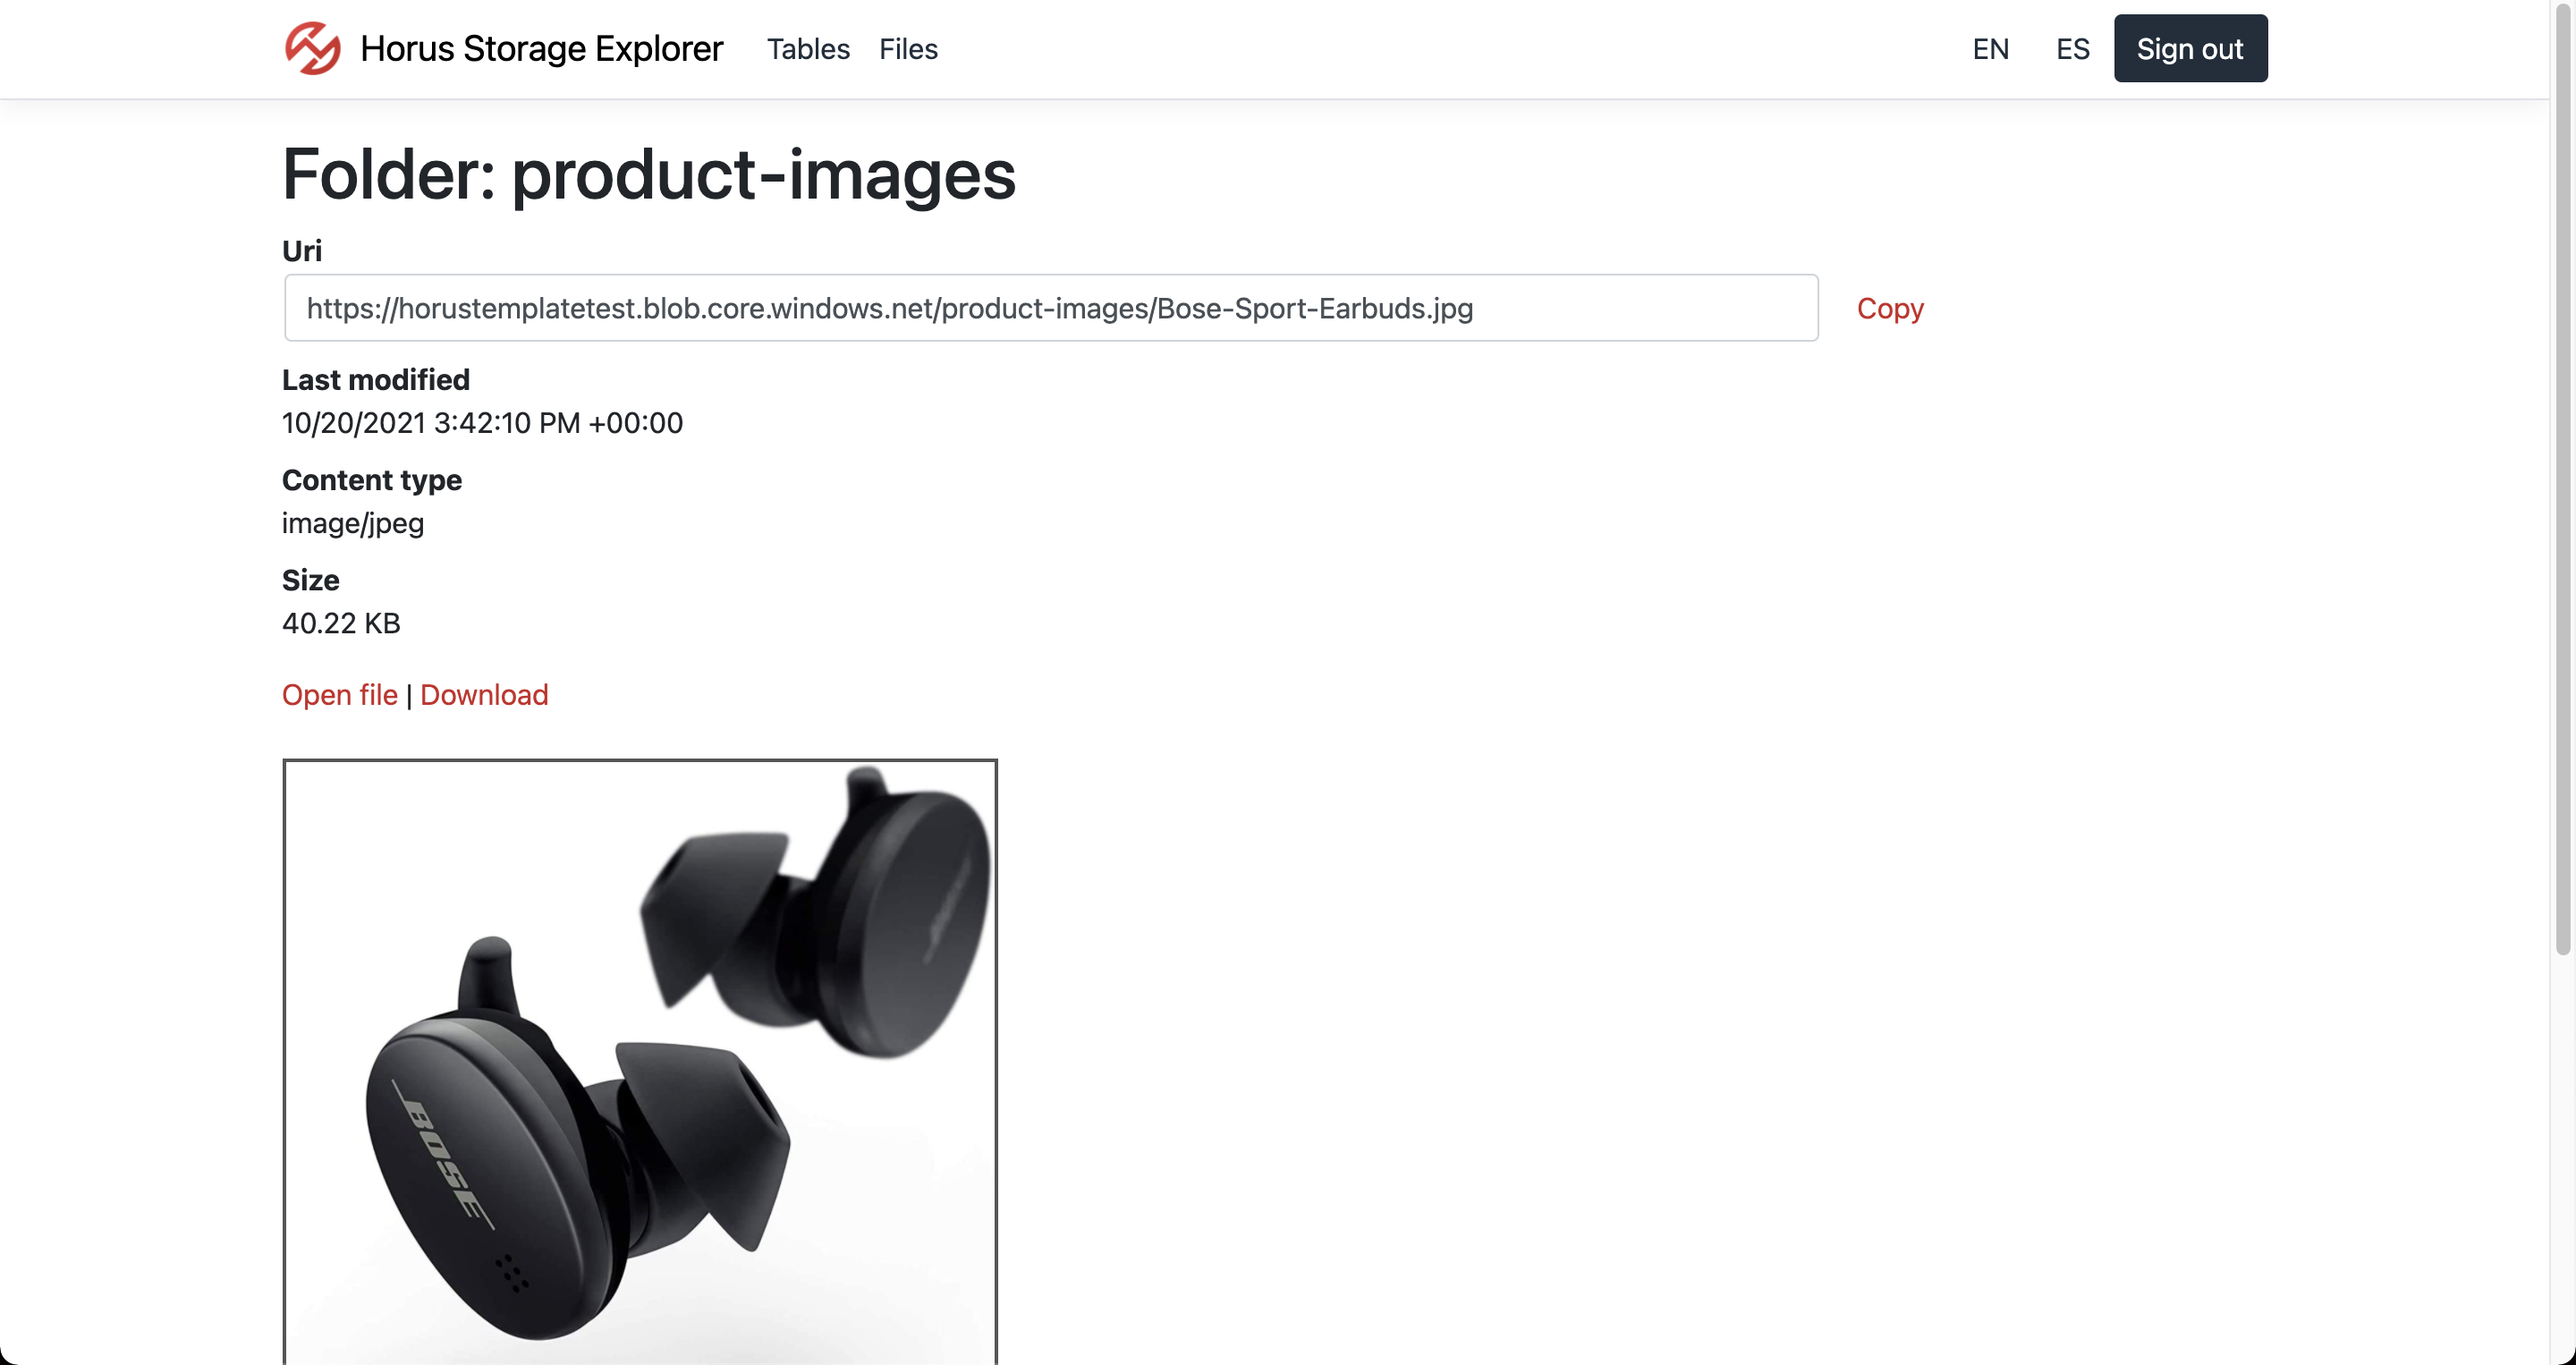 Horus Storage Explorer Tables Files EN ES Sign out
Folder: product-images
Uri
https://horustemplatetest.blob.core.windows.net/product-images/Bose-Sport-Earbuds.jpg Copy
Last modified
10/20/2021 3:42:10 PM +00:00
Content type
image/jpeg
Size
40.22 KB
Open file | Download
BOSE